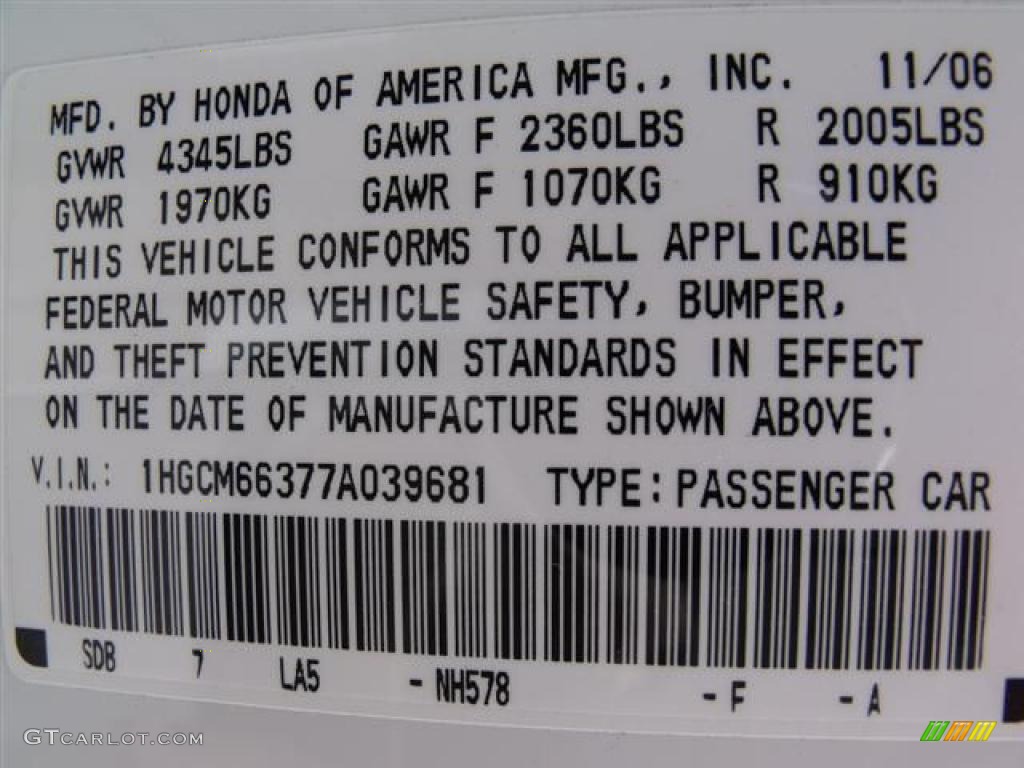 MFD. BY HONDA OF AMERICA MFG., INC. 11/06
GVWR 4345LBS GAWR F 2360LBS R 2005LBS
GVWR 1970KG GAWR F 1070KG R 910KG
THIS VEHICLE CONFORMS TO ALL APPLICABLE
FEDERAL MOTOR VEHICLE SAFETY, BUMPER,
AND THEFT PREVENTION STANDARDS IN EFFECT
ON THE DATE OF MANUFACTURE SHOWN ABOVE.
V.I.N.: 1HGCM66377A039681 TYPE: PASSENGER CAR
SDB 7 LA5 - NH578 - F - A
GTCARLOT.COM